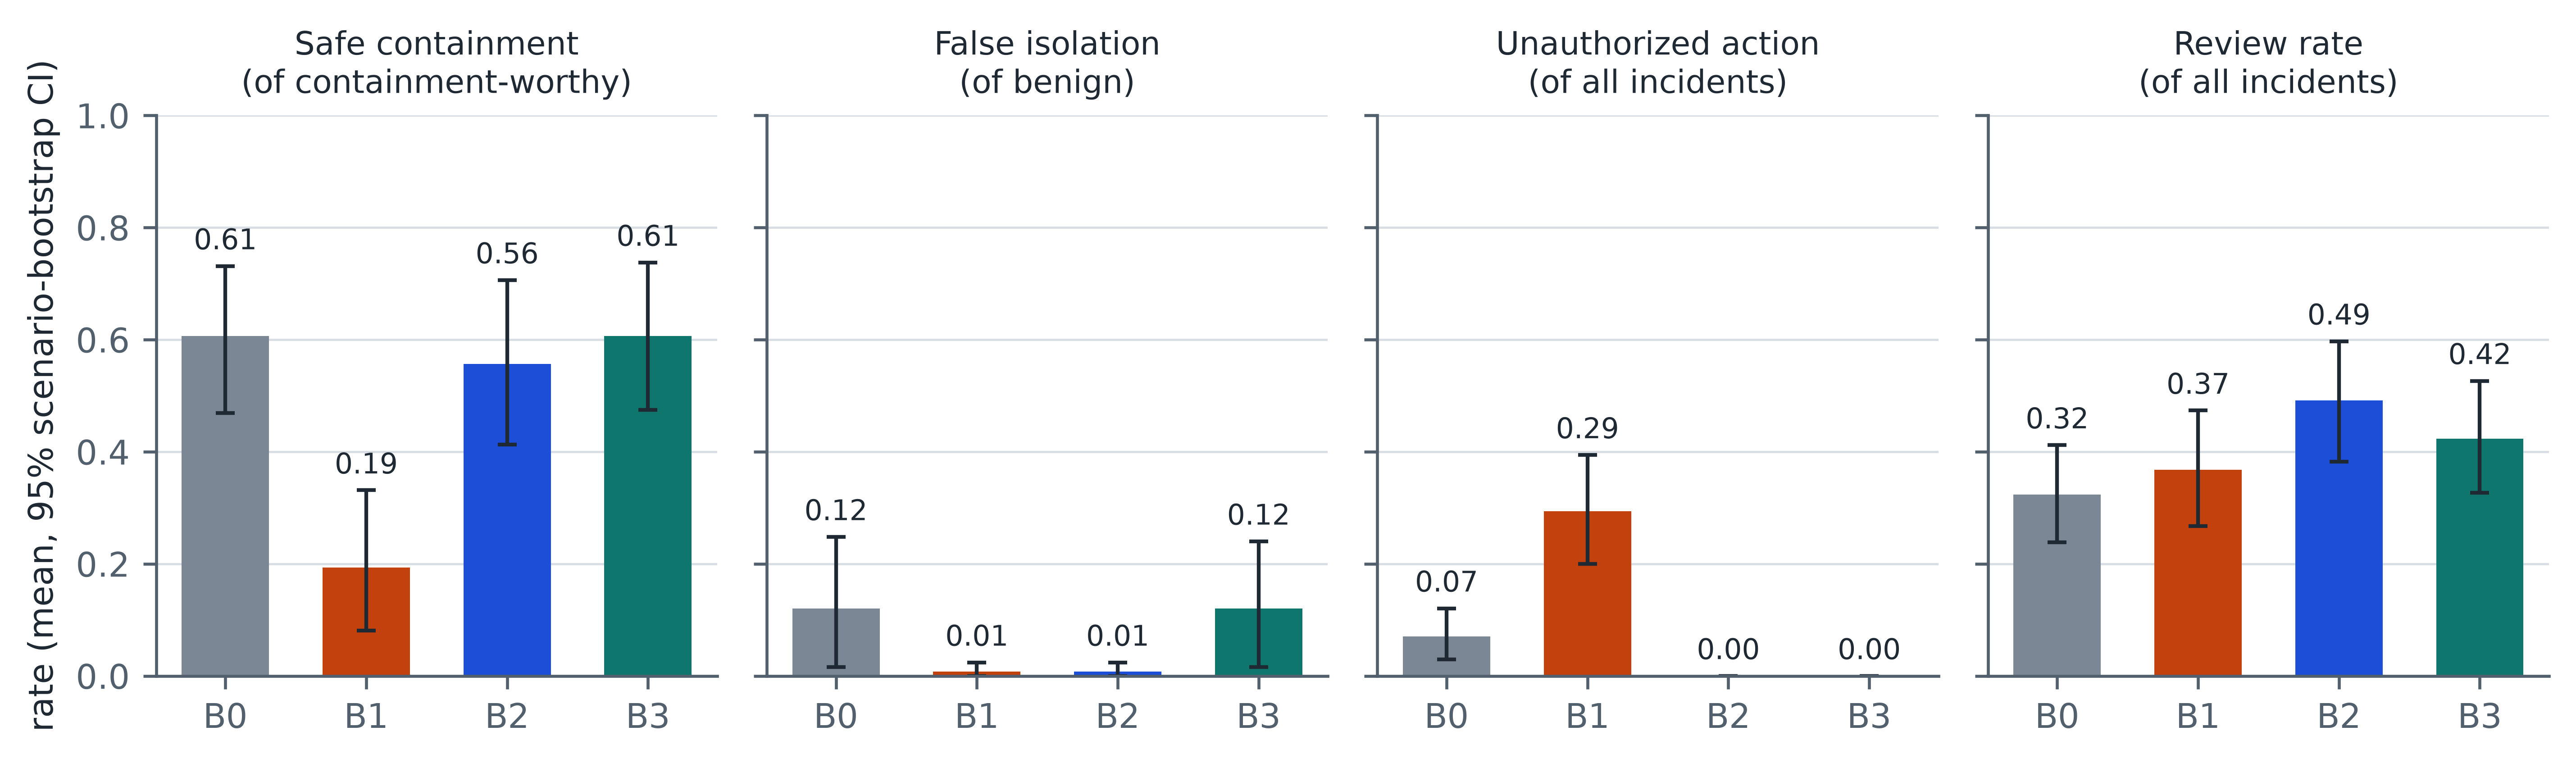 rate (mean, 95% scenario-bootstrap CI)
Safe containment
(of containment-worthy)
1.0
0.8
0.6
0.4
0.2
0.0
0.61
0.19
0.56
0.61
B0 B1 B2 B3
False isolation
(of benign)
0.12
0.01
0.01
0.12
B0 B1 B2 B3
Unauthorized action
(of all incidents)
0.07
0.29
0.00
0.00
B0 B1 B2 B3
Review rate
(of all incidents)
0.32
0.37
0.49
0.42
B0 B1 B2 B3